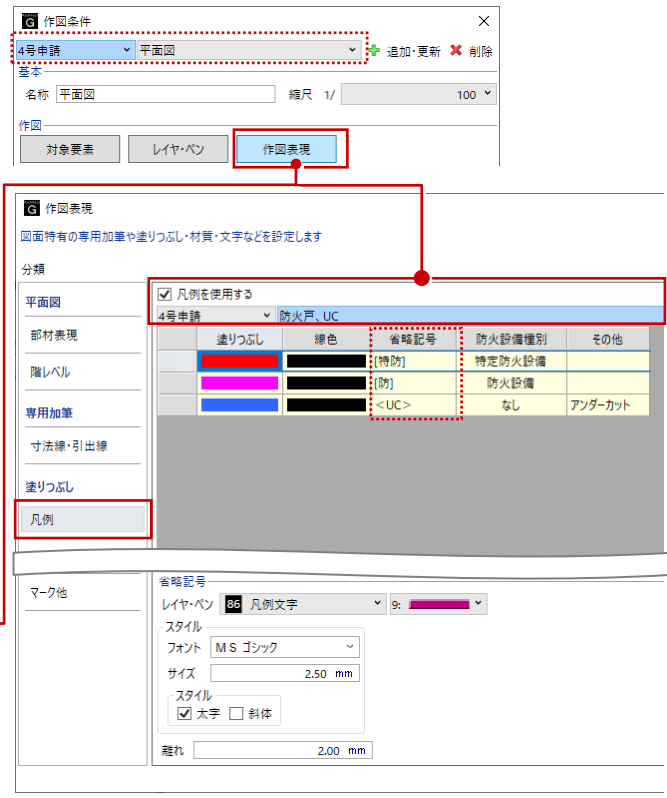 G 作図条件
4号申請 平面図 追加･更新 削除
基本
名称 平面図 縮尺 1/ 100
作図
対象要素 レイヤ･ペン 作図表現
G 作図表現
図面特有の専用加筆や塗りつぶし･材質･文字などを設定します
分類
平面図
部材表現
階レベル
専用加筆
寸法線･引出線
塗りつぶし
凡例
マーク他
凡例を使用する
4号申請 防火戸、UC
塗りつぶし 線色 省略記号 防火設備種別 その他
[特防] 特定防火設備
[防] 防火設備
<UC> なし アンダーカット
省略記号
レイヤ･ペン 86 凡例文字 9:
スタイル
フォント ＭＳ ゴシック
サイズ 2.50 mm
スタイル
太字 斜体
離れ 2.00 mm